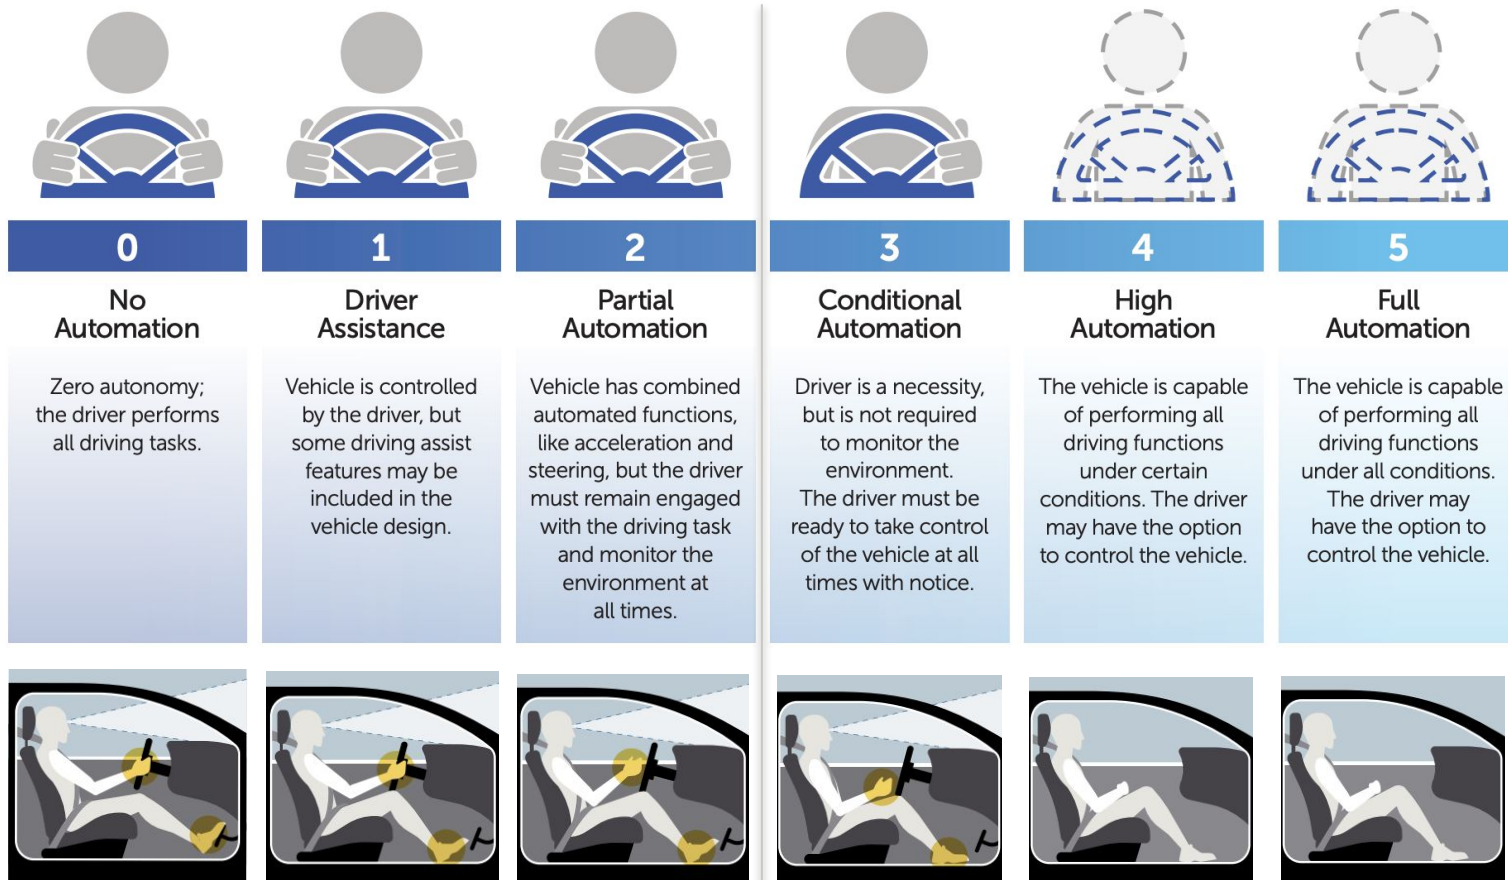 0
No
Automation
Zero autonomy;
the driver performs
all driving tasks.
1
Driver
Assistance
Vehicle is controlled
by the driver, but
some driving assist
features may be
included in the
vehicle design.
2
Partial
Automation
Vehicle has combined
automated functions,
like acceleration and
steering, but the driver
must remain engaged
with the driving task
and monitor the
environment at
all times.
3
Conditional
Automation
Driver is a necessity,
but is not required
to monitor the
environment.
The driver must be
ready to take control
of the vehicle at all
times with notice.
4
High
Automation
The vehicle is capable
of performing all
driving functions
under certain
conditions. The driver
may have the option
to control the vehicle.
5
Full
Automation
The vehicle is capable
of performing all
driving functions
under all conditions.
The driver may
have the option to
control the vehicle.